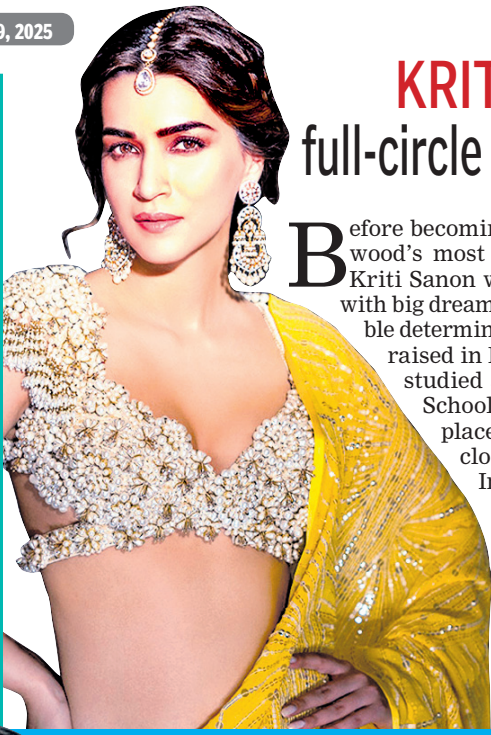 9, 2025
KRIT
full-circle
Before becomin
wood's most
Kriti Sanon w
with big dream
ble determin
raised in
studied
School
place
clo
In